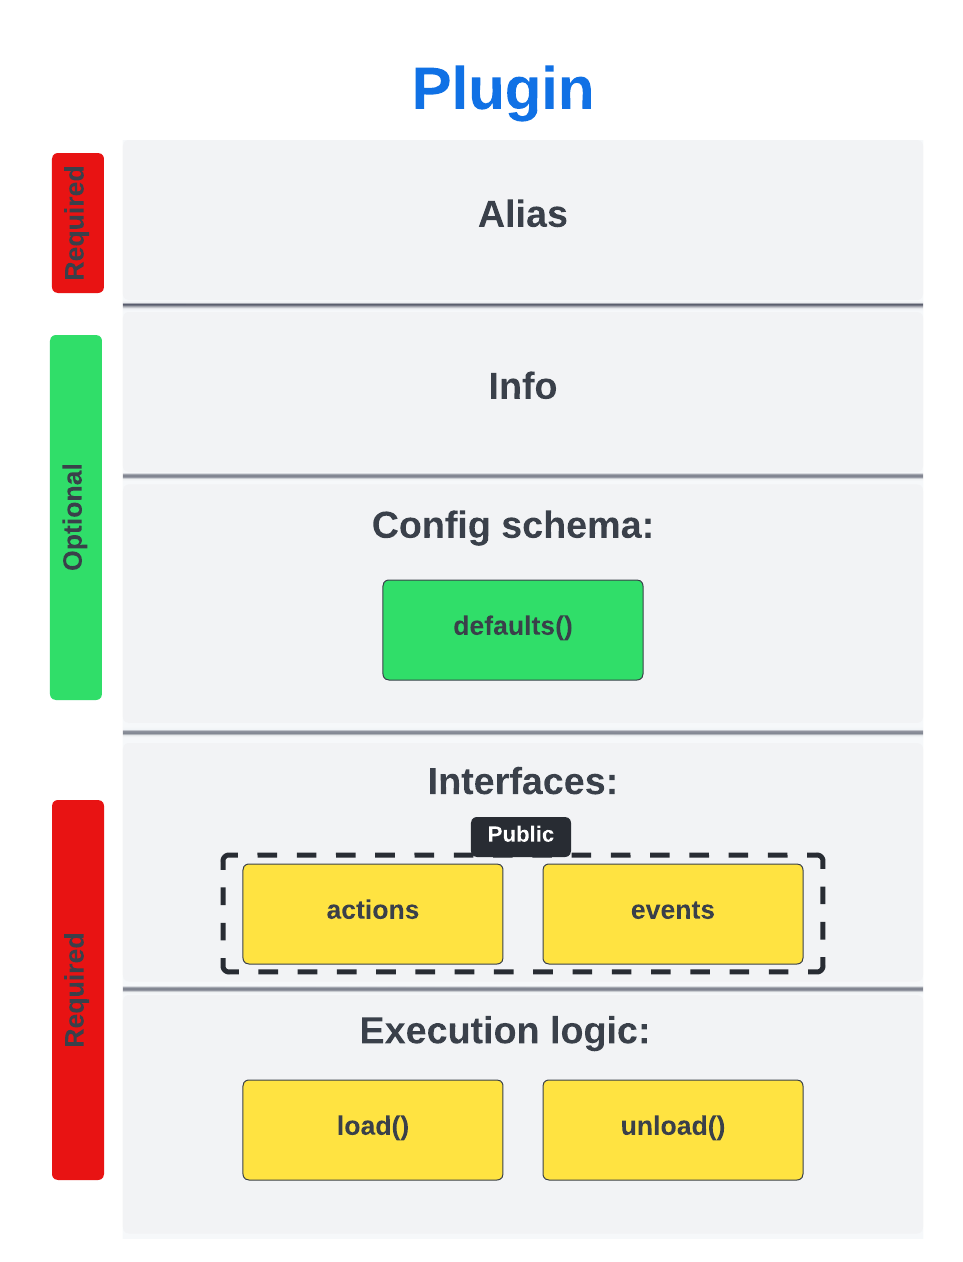 Plugin
Required
Alias
Optional
Info
Config schema:
defaults()
Required
Interfaces:
Public
actions
events
Execution logic:
load()
unload()